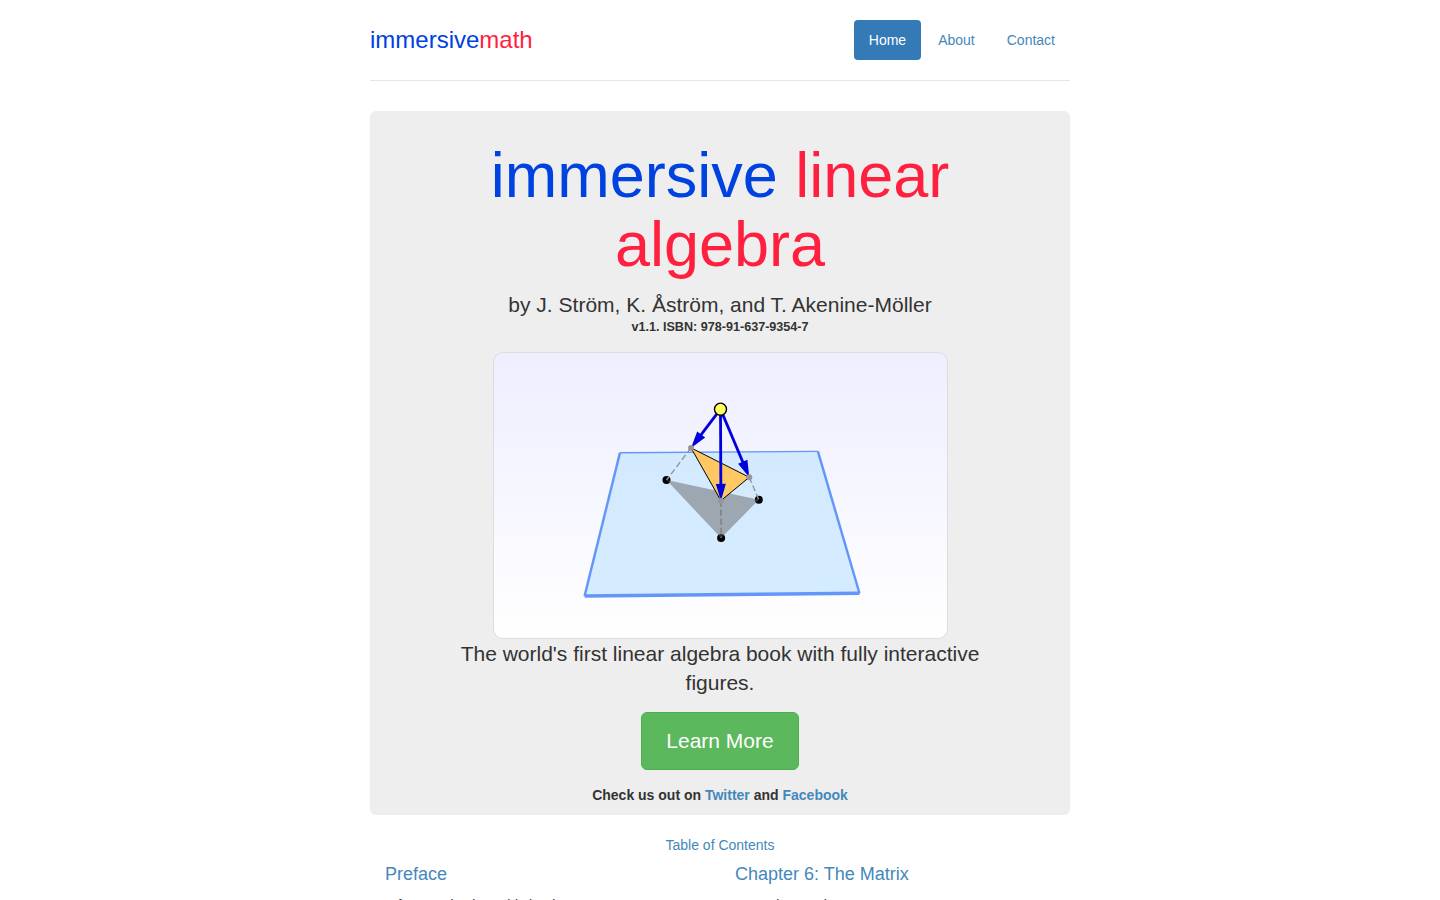 immersivemath
Home
About
Contact
immersive linear
algebra
by J. Ström, K. Åström, and T. Akenine-Möller
v1.1. ISBN: 978-91-637-9354-7
The world's first linear algebra book with fully interactive
figures.
Learn More
Check us out on Twitter and Facebook
Table of Contents
Preface
Chapter 6: The Matrix